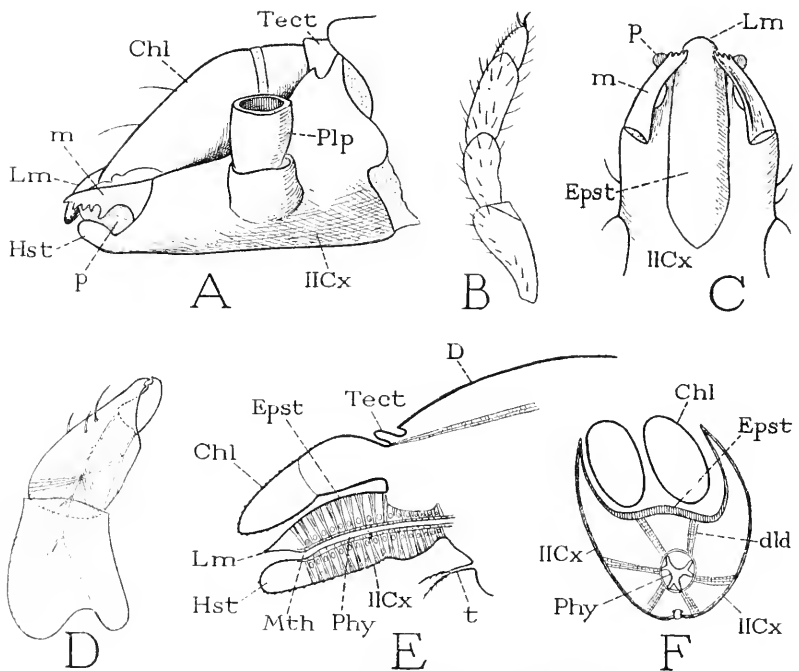 Tect
Chl
m
Lm
Plp
Hst
p
IICx
A
B
P
Lm
m
Epst
IICx
C
D
D
Tect
Epst
Chl
Lm
Hst
Mth
Phy
IICx
t
E
Chl
Epst
IICx
dld
Phy
IICx
F